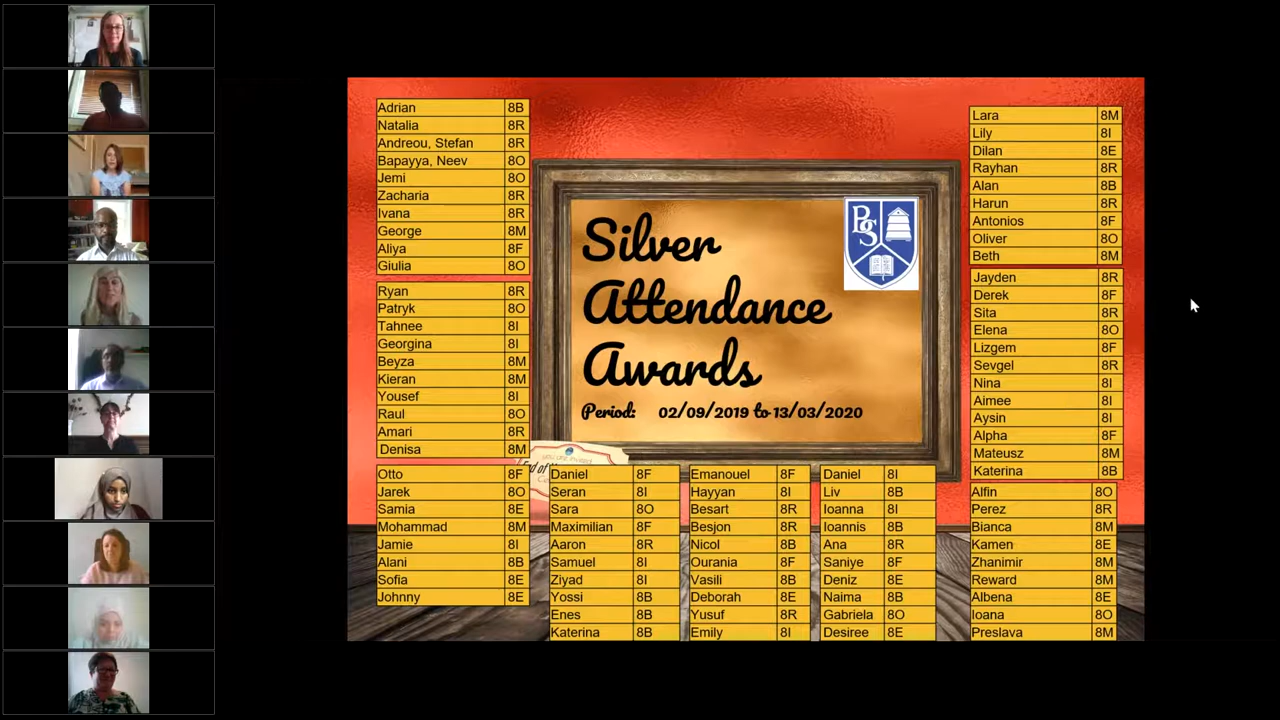 Adrian 8B
Natalia 8R
Andreou, Stefan 8R
Bapayya, Neev 8O
Jemi 8O
Zacharia 8R
Ivana 8R
George 8M
Aliya 8F
Giulia 8O
Ryan 8R
Patryk 8O
Tahnee 8I
Georgina 8I
Beyza 8M
Kieran 8M
Yousef 8I
Raul 8O
Amari 8R
Denisa 8M
Otto 8F
Jarek 8O
Samia 8E
Mohammad 8M
Jamie 8I
Alani 8B
Sofia 8E
Johnny 8E
Silver
Attendance
Awards
Period: 02/09/2019 to 13/03/2020
PBS
you are invited
End of
Daniel 8F
Seran 8I
Sara 8O
Maximilian 8F
Aaron 8R
Samuel 8I
Ziyad 8I
Yossi 8B
Enes 8B
Katerina 8B
Emanouel 8F
Hayyan 8I
Besart 8R
Besjon 8R
Nicol 8B
Ourania 8F
Vasili 8B
Deborah 8E
Yusuf 8R
Emily 8I
Daniel 8I
Liv 8B
Ioanna 8I
Ioannis 8B
Ana 8R
Saniye 8F
Deniz 8E
Naima 8B
Gabriela 8O
Desiree 8E
Lara 8M
Lily 8I
Dilan 8E
Rayhan 8R
Alan 8B
Harun 8R
Antonios 8F
Oliver 8O
Beth 8M
Jayden 8R
Derek 8F
Sita 8R
Elena 8O
Lizgem 8F
Sevgel 8R
Nina 8I
Aimee 8I
Aysin 8I
Alpha 8F
Mateusz 8M
Katerina 8B
Alfin 8O
Perez 8R
Bianca 8M
Kamen 8E
Zhanimir 8M
Reward 8M
Albena 8E
Ioana 8O
Preslava 8M